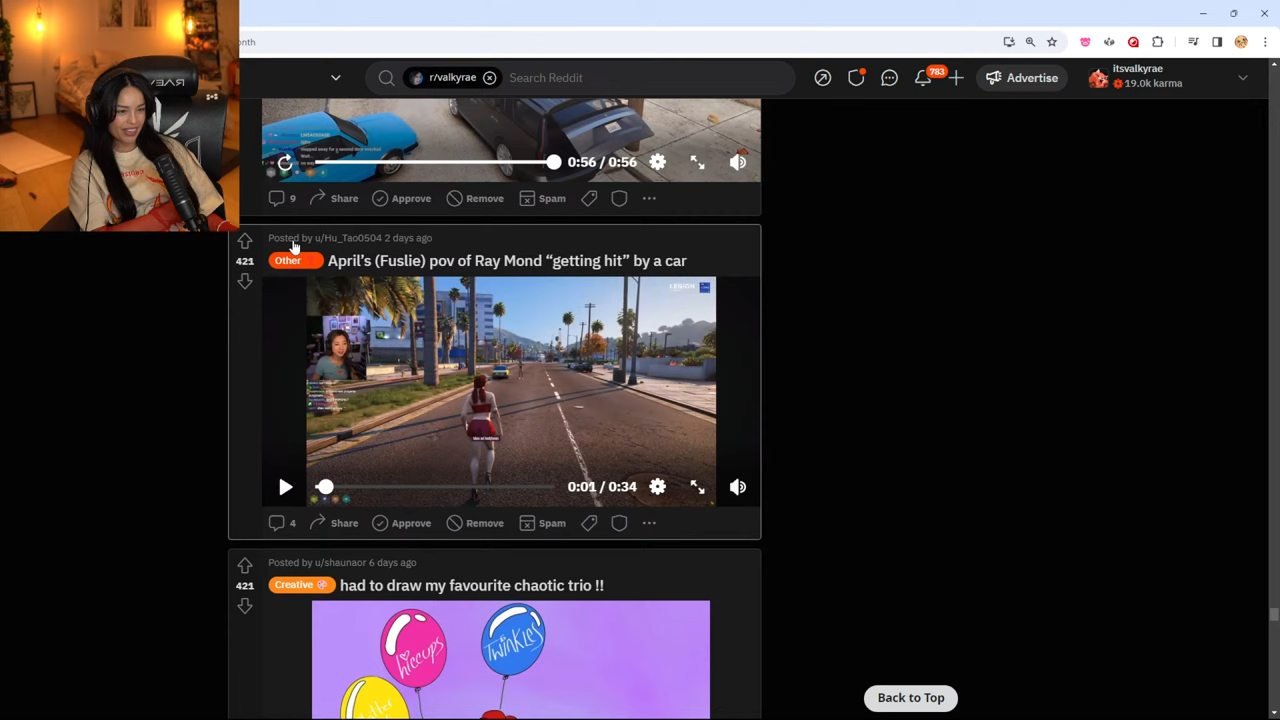 onth
r/valkyrae
Search Reddit
783
Advertise
itsvalkyrae
19.0k karma
0:56 / 0:56
9
Share
Approve
Remove
Spam
Posted by u/Hu_Tao0504 2 days ago
421
Other
April’s (Fuslie) pov of Ray Mond “getting hit” by a car
LEGION
0:01 / 0:34
4
Share
Approve
Remove
Spam
Posted by u/shaunaor 6 days ago
421
Creative
had to draw my favourite chaotic trio !!
hiccups
TWINKLES
Back to Top